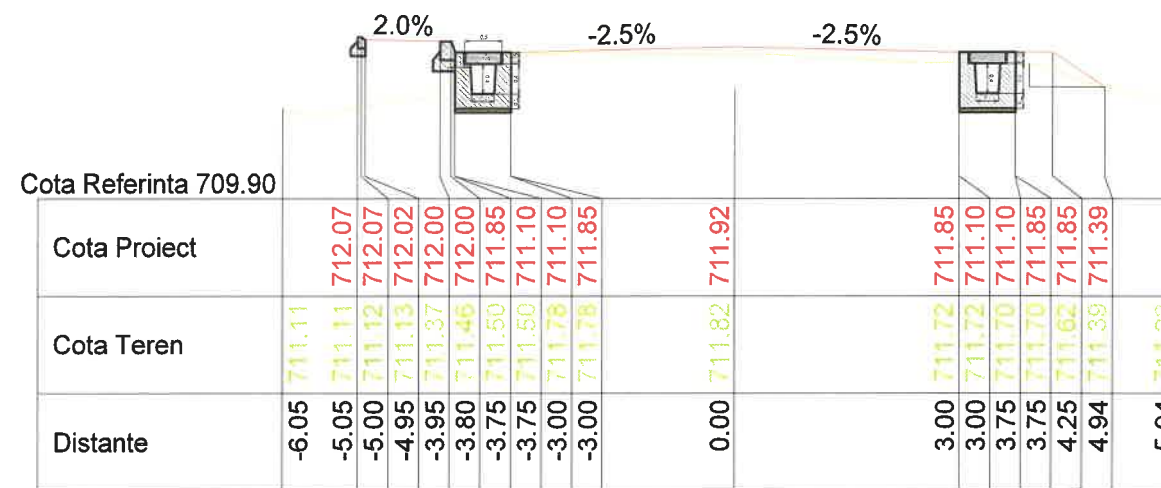 2.0% -2.5% -2.5%
Cota Referinta 709.90
Cota Proiect 712.07 712.07 712.02 712.00 712.00 711.85 711.10 711.10 711.85 711.92 711.85 711.10 711.10 711.85 711.85 711.39
Cota Teren 711.11 711.11 711.12 711.13 711.37 711.46 711.50 711.50 711.78 711.78 711.82 711.72 711.72 711.70 711.70 711.62 711.39
Distante -6.05 -5.05 -5.00 -4.95 -3.95 -3.80 -3.75 -3.75 -3.00 -3.00 0.00 3.00 3.00 3.75 3.75 4.25 4.94